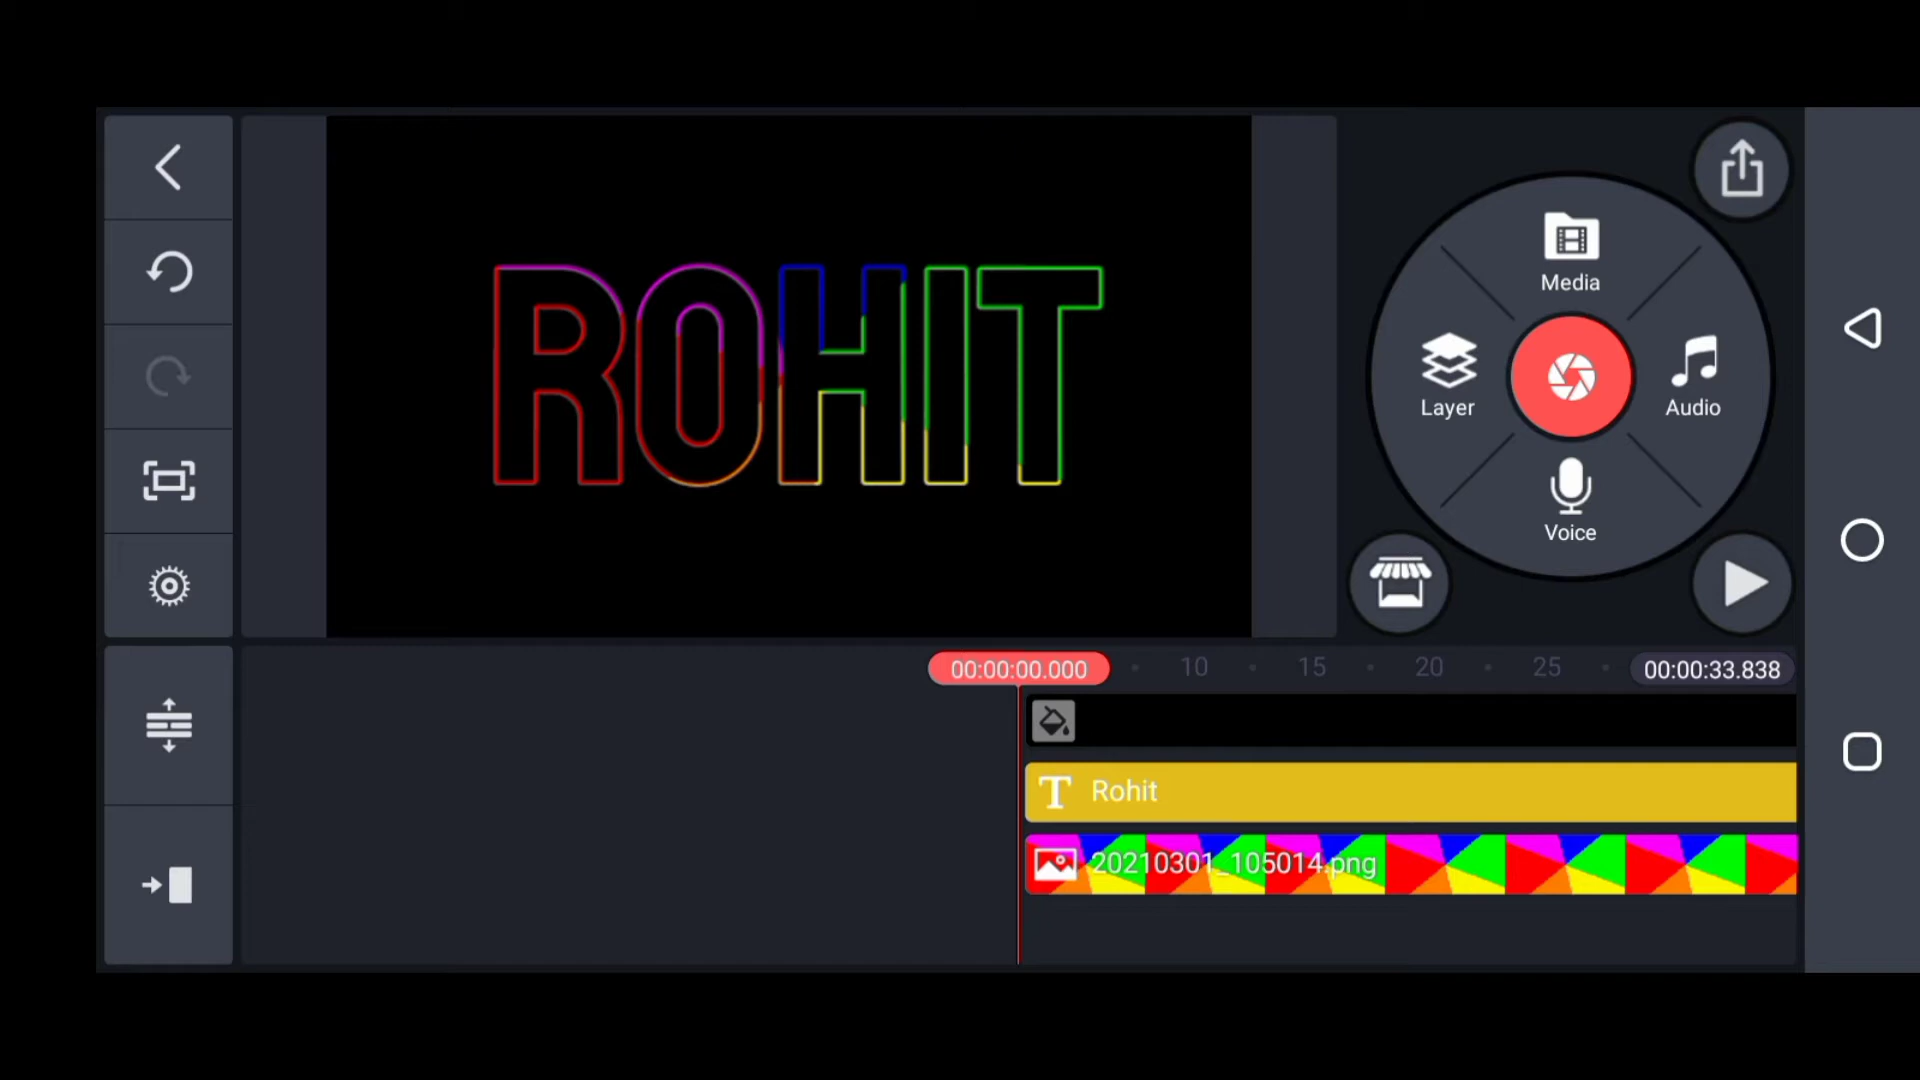 ROHIT
Media
Layer
Audio
Voice
00:00:00.000
10
15
20
25
00:00:33.838
T Rohit
20210301_105014.png